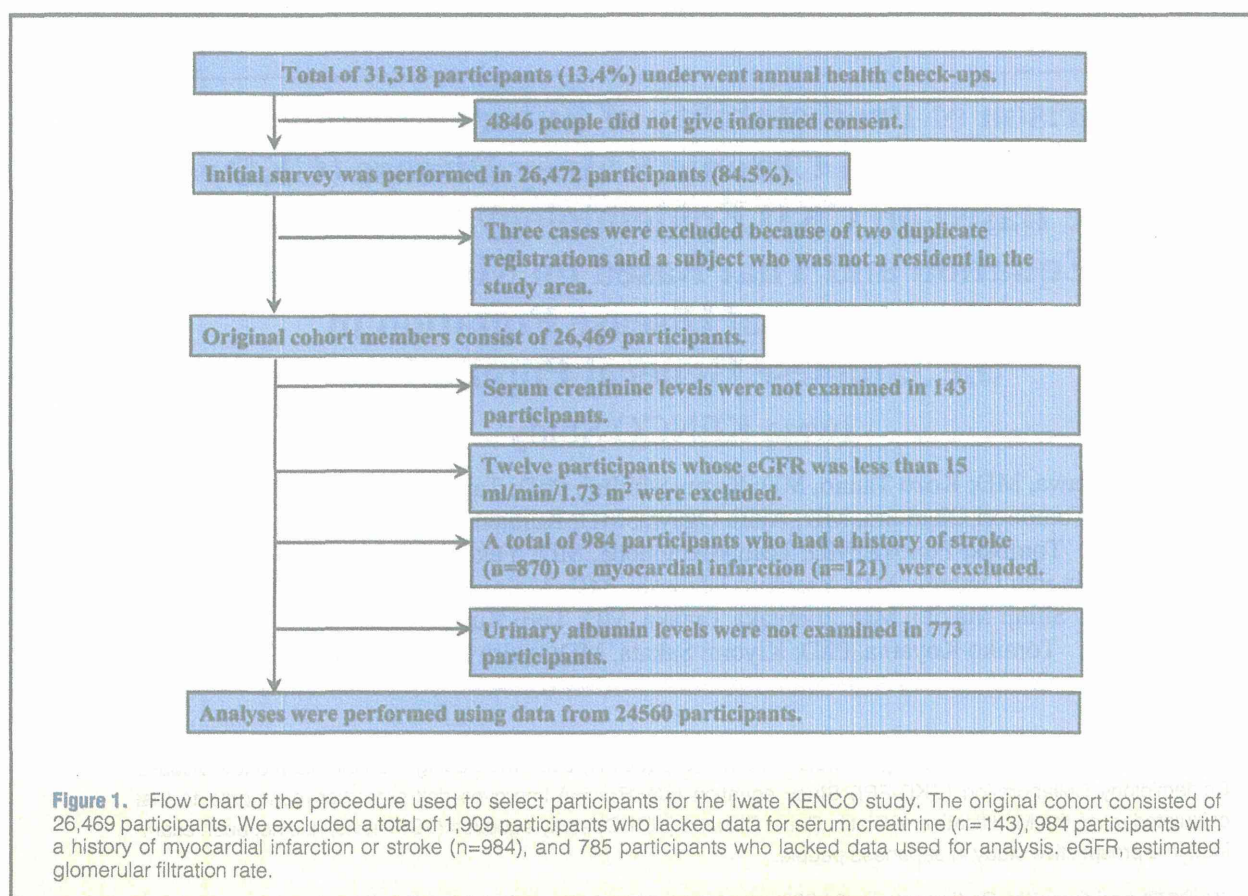 Total of 31,318 participants (13.4%) underwent annual health check-ups.
4846 people did not give informed consent.
Initial survey was performed in 26,472 participants (84.5%).
Three cases were excluded because of two duplicate
registrations and a subject who was not a resident in the
study area.
Original cohort members consist of 26,469 participants.
Serum creatinine levels were not examined in 143
participants.
Twelve participants whose eGFR was less than 15
ml/min/1.73 m² were excluded.
A total of 984 participants who had a history of stroke
(n=870) or myocardial infarction (n=121) were excluded.
Urinary albumin levels were not examined in 773
participants.
Analyses were performed using data from 24560 participants.
Figure 1. Flow chart of the procedure used to select participants for the Iwate KENCO study. The original cohort consisted of
26,469 participants. We excluded a total of 1,909 participants who lacked data for serum creatinine (n=143), 984 participants with
a history of myocardial infarction or stroke (n=984), and 785 participants who lacked data used for analysis. eGFR, estimated
glomerular filtration rate.